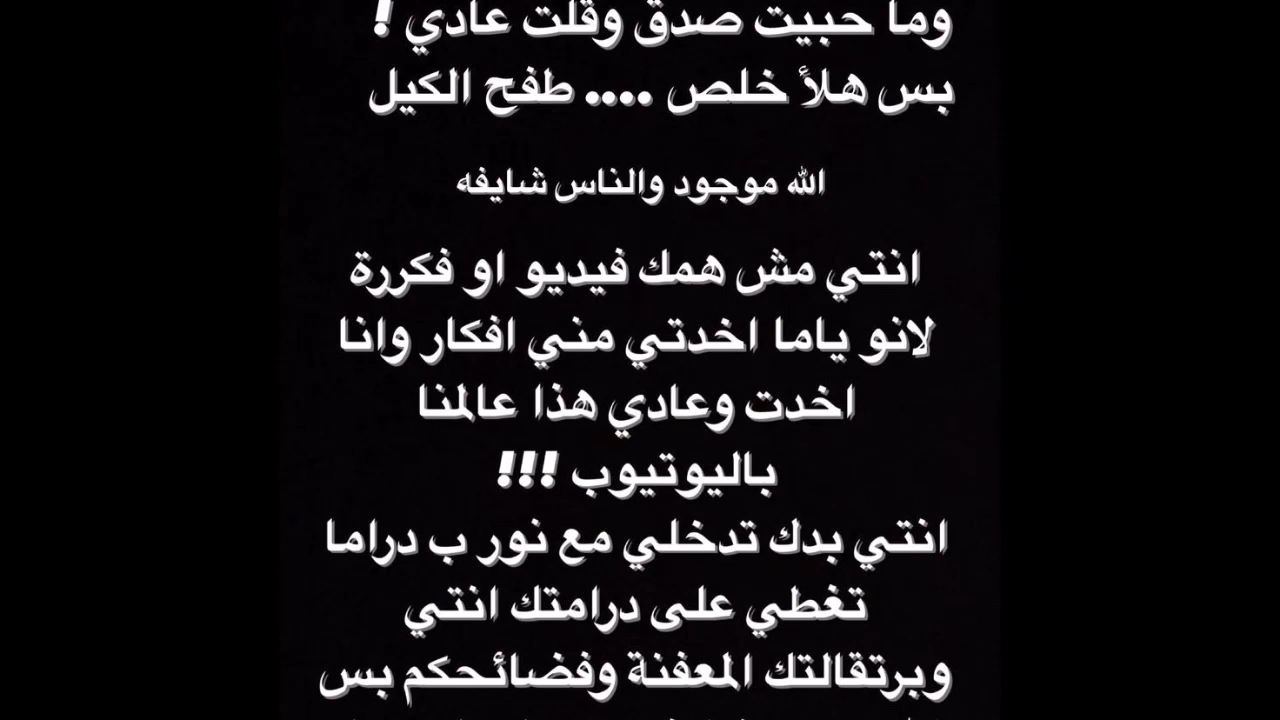 وما حبيت صدق وقلت عادي !
بس هلأ خلص .... طفح الكيل
الله موجود والناس شايفه
انتي مش همك فيديو او فكررة
لانو ياما اخدتي مني افكار وانا
اخدت وعادي هذا عالمنا
باليوتيوب !!!
انتي بدك تدخلي مع نور ب دراما
تغطي على درامتك انتي
وبرتقالتك المعفنة وفضائحكم بس